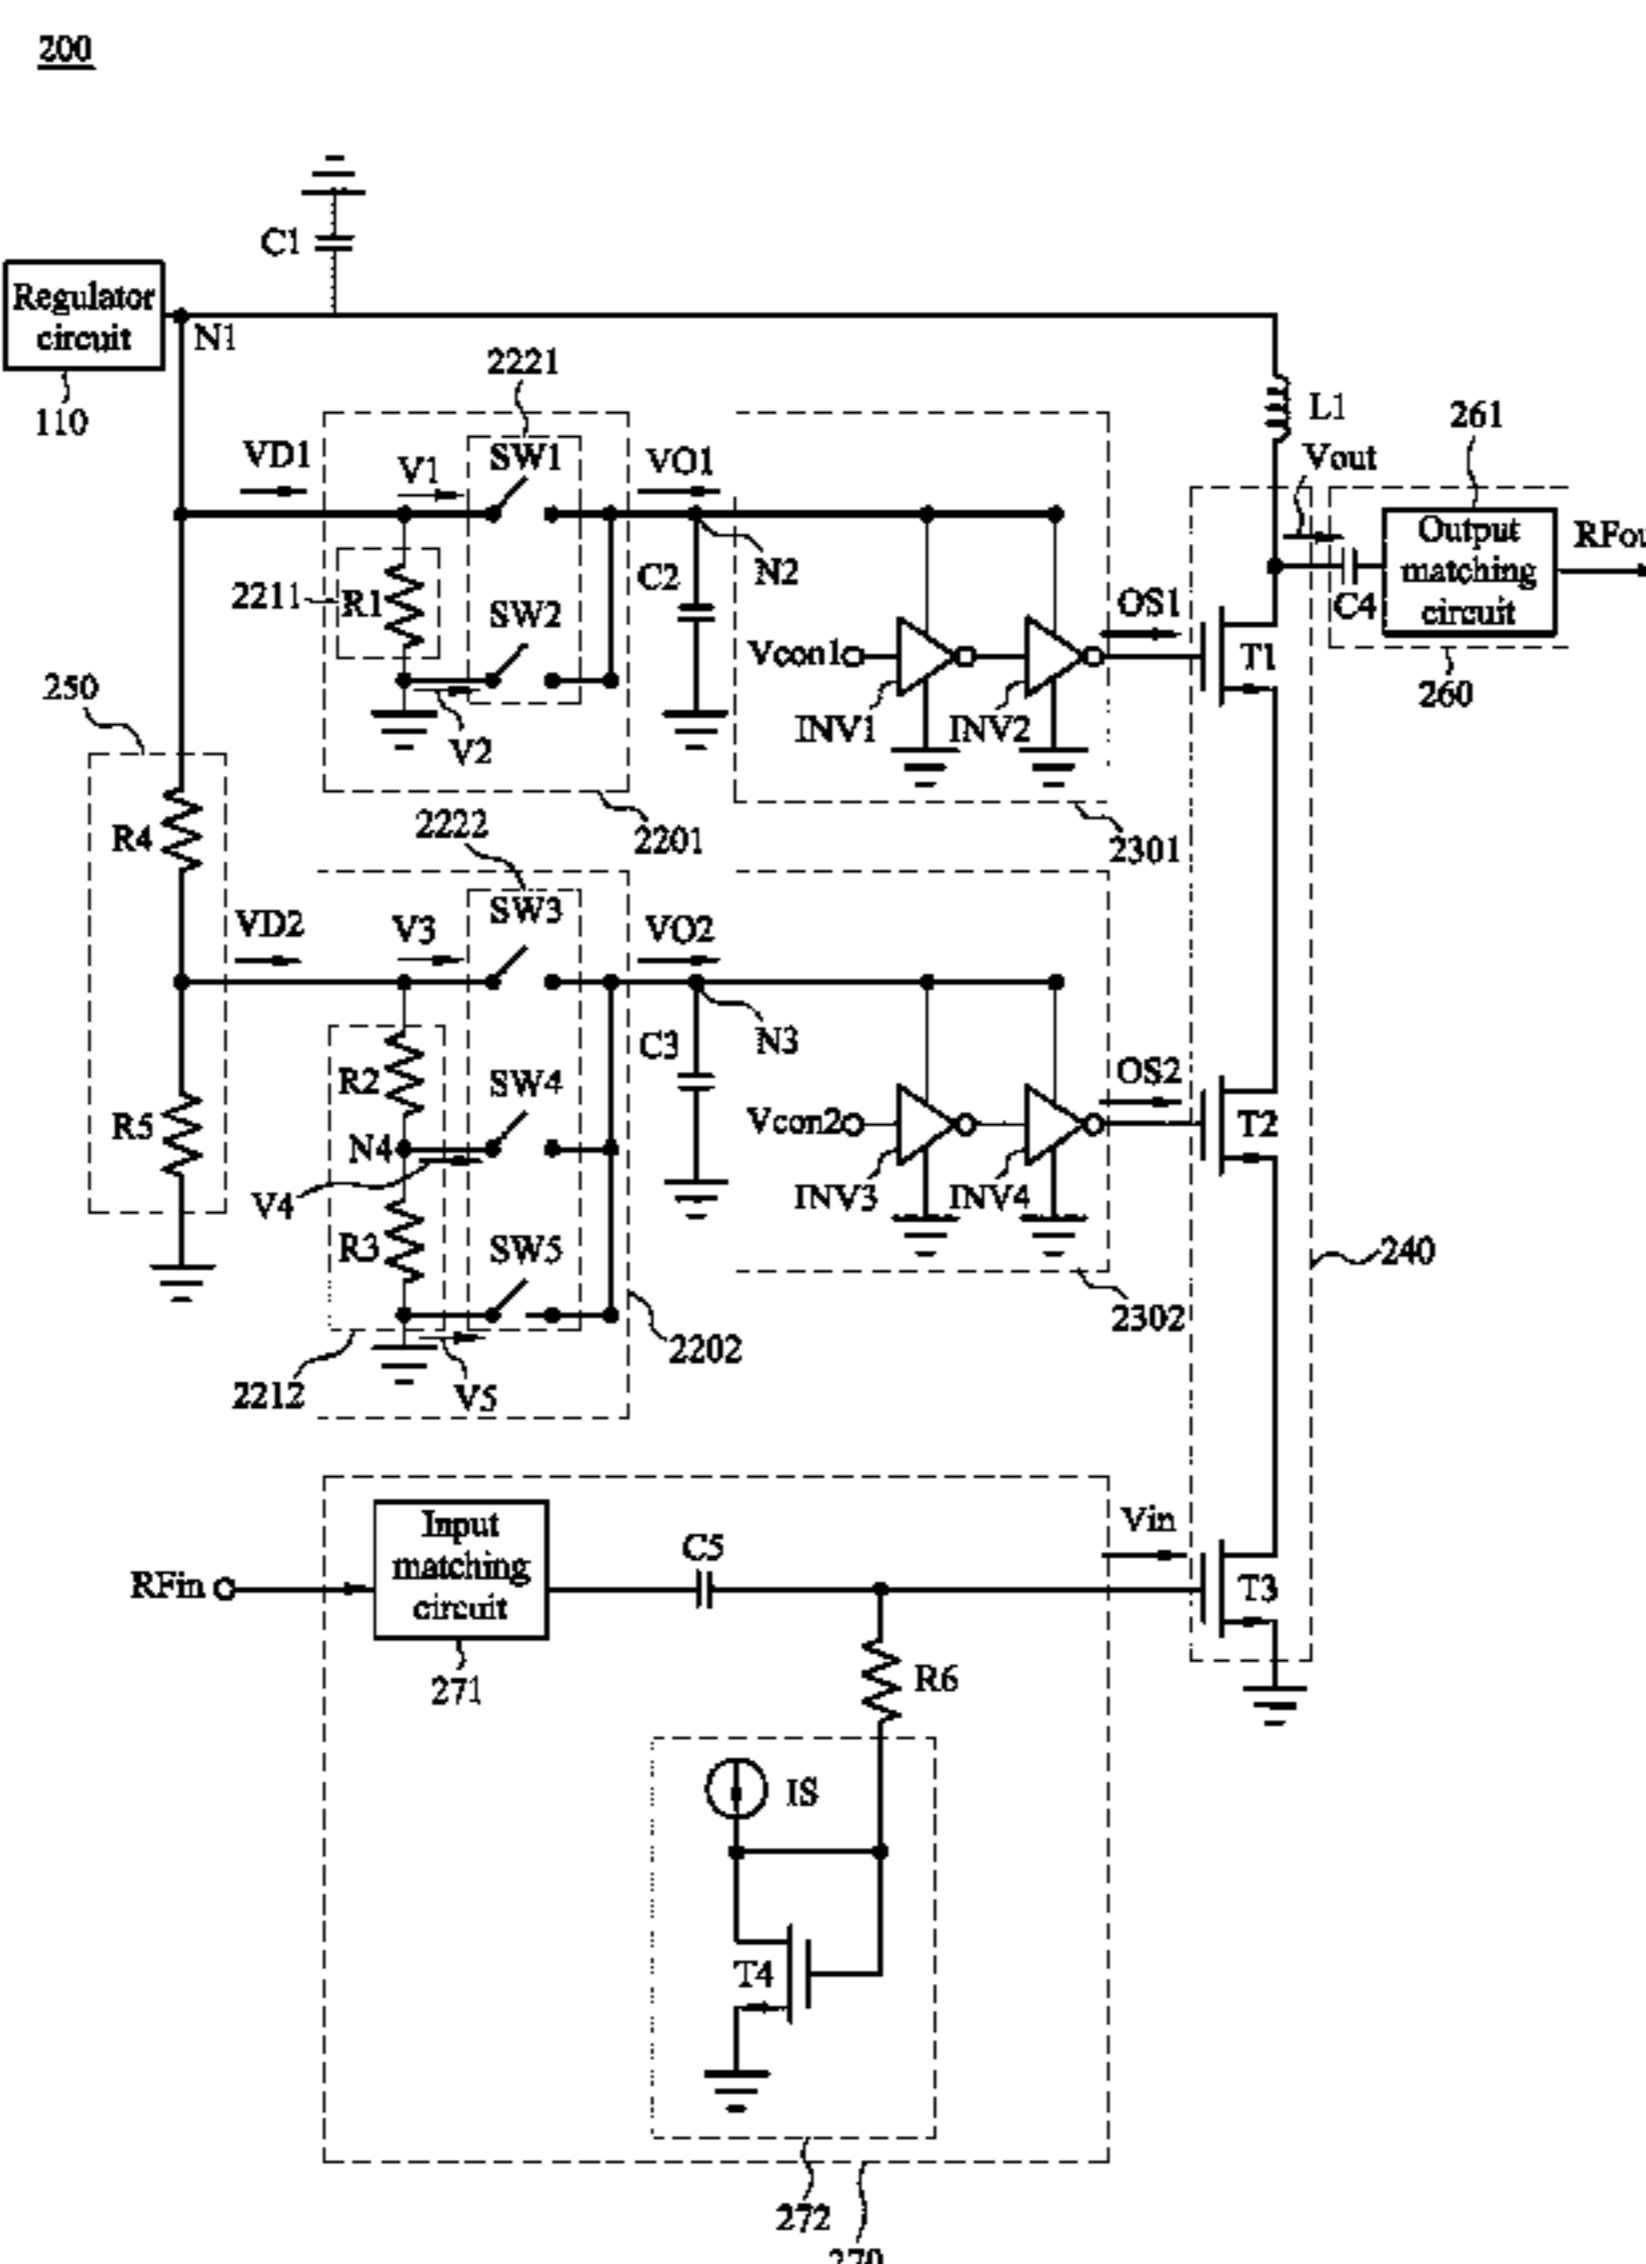 200
C1
Regulator
circuit
N1
110
2221
L1
261
VD1
V1
SW1
VO1
Vout
Output
matching
circuit
RFou
2211
R1
SW2
C2
N2
OS1
C4
Vcon1
T1
250
INV1
INV2
260
V2
R4
2222
2201
2301
VD2
V3
SW3
VO2
C3
N3
R2
SW4
OS2
R5
Vcon2
T2
N4
V4
INV3
INV4
R3
SW5
240
2302
2202
2212
V5
Input
matching
circuit
C5
Vin
RFin
T3
271
R6
IS
T4
272
270